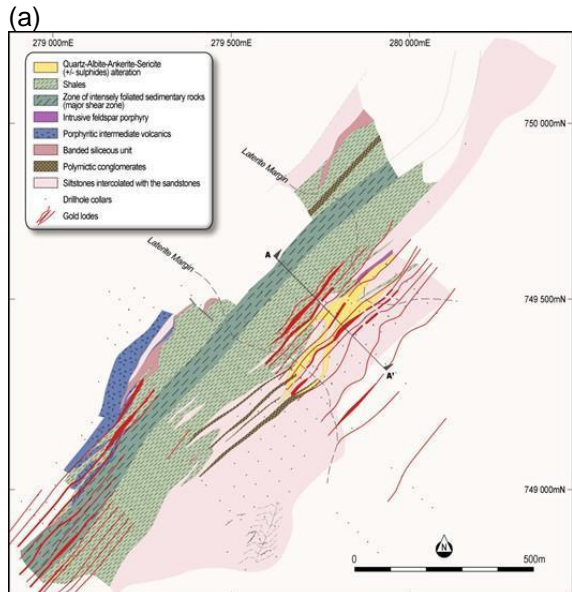 (a)
279 000mE
279 500mE
280 000mE
Quartz-Albite-Ankerite-Sericite
(+/- sulphides) alteration
Shales
Zone of intensely foliated sedimentary rocks
(major shear zone)
Intrusive feldspar porphyry
Porphyritic intermediate volcanics
Banded siliceous unit
Polymictic conglomerates
Siltstones intercolated with the sandstones
Drillhole collars
Gold lodes
750 000mN
Laterite Margin
Laterite Margin
A
749 500mN
A'
749 000mN
N
0
500m